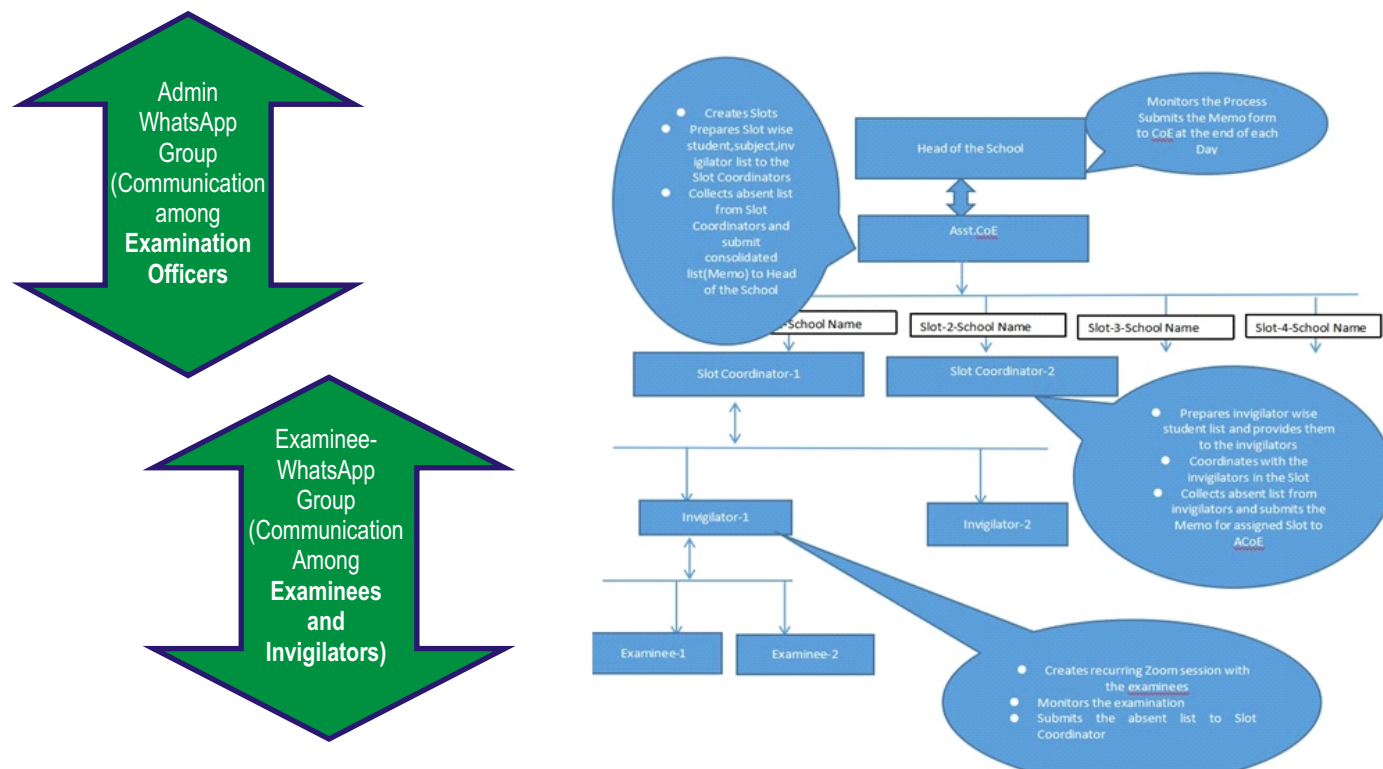 Admin
WhatsApp
Group
(Communication
among
Examination
Officers
Examinee-
WhatsApp
Group
(Communication
Among
Examinees
and
Invigilators)
Creates Slots
Prepares Slot wise
student,subject,inv
igilator list to the
Slot Coordinators
Collects absent list
from Slot
Coordinators and
submit
consolidated
list(Memo) to Head
of the School
Head of the School
Monitors the Process
Submits the Memo form
to CoE at the end of each
Day
Asst.CoE
-School Name
Slot-2-School Name
Slot-3-School Name
Slot-4-School Name
Slot Coordinator-1
Slot Coordinator-2
Prepares invigilator wise
student list and provides them
to the invigilators
Coordinates with the
invigilators in the Slot
Collects absent list from
invigilators and submits the
Memo for assigned Slot to
ACoE
Invigilator-1
Invigilator-2
Examinee-1
Examinee-2
Creates recurring Zoom session with
the examinees
Monitors the examination
Submits the absent list to Slot
Coordinator